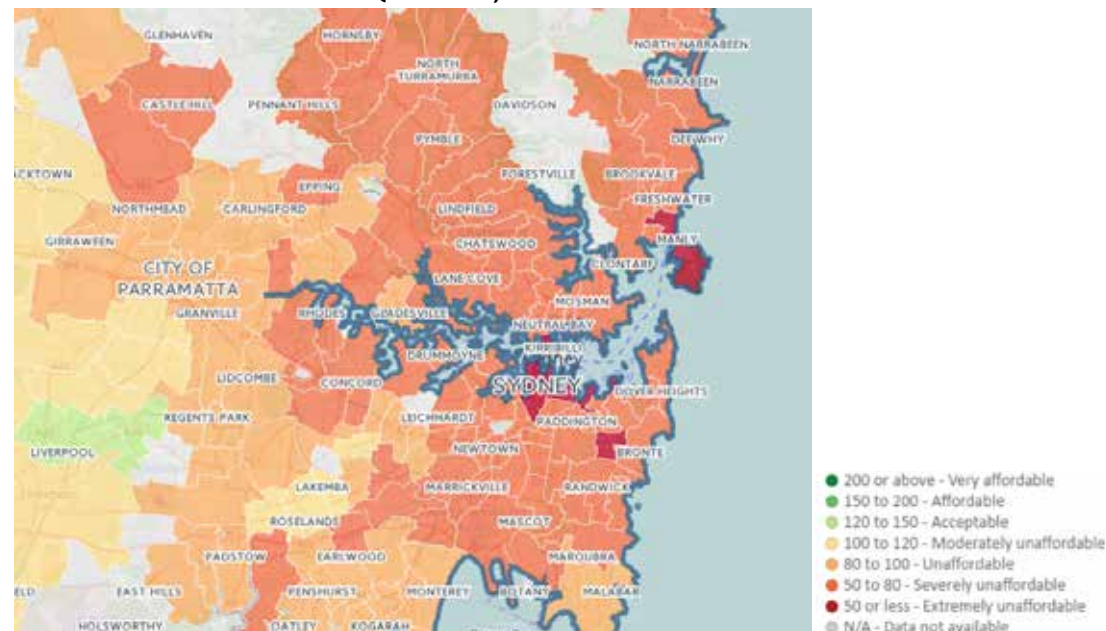 GLENHAVEN
HORNSBY
NORTH NARRABEEN
NORTH
TURRAMURRA
NARRABEEN
CASTLE HILL
PENNANT HILLS
DAVIDSON
PYMBLE
DEE WHY
CKTOWN
FORESTVILLE
BROOKVALE
EPPING
FRESHWATER
NORTHMEAD
CARLINGFORD
LINDFIELD
GIRRAWEEN
CHATSWOOD
MANLY
CITY OF
PARRAMATTA
CLONTARF
LANE COVE
MOSMAN
GRANVILLE
RHODES
GLADESVILLE
NEUTRAL BAY
KIRRIBILLI
DRUMMOYNE
LIDCOMBE
CONCORD
SYDNEY
DOVER HEIGHTS
REGENTS PARK
LEICHHARDT
PADDINGTON
LIVERPOOL
NEWTOWN
BRONTE
LAKEMBA
MARRICKVILLE
RANDWICK
ROSELANDS
MASCOT
PADSTOW
EARLWOOD
MAROUBRA
ELD
EAST HILLS
PENSHURST
MONTEREY
BOTANY
MALABAR
HOLSWORTHY
OATLEY
KOGARAH
200 or above - Very affordable
150 to 200 - Affordable
120 to 150 - Acceptable
100 to 120 - Moderately unaffordable
80 to 100 - Unaffordable
50 to 80 - Severely unaffordable
50 or less - Extremely unaffordable
N/A - Data not available